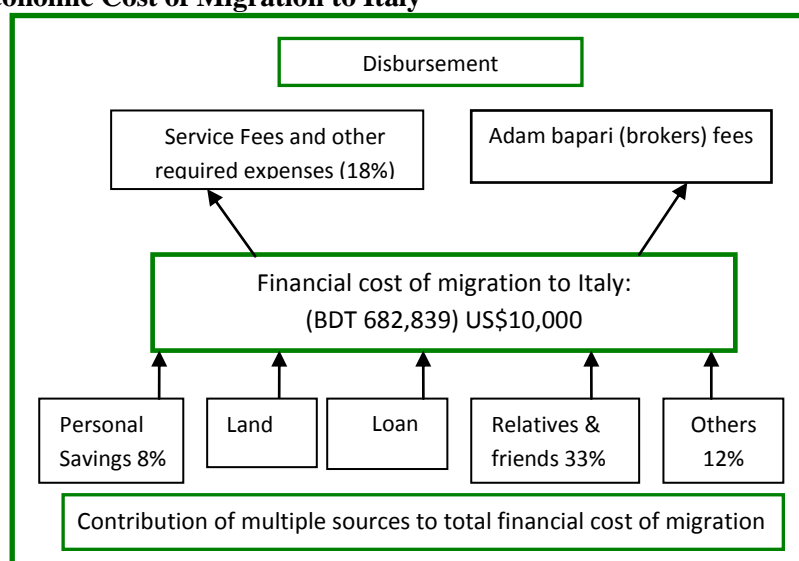 Economic Cost of Migration to Italy
Disbursement
Service Fees and other
required expenses (18%)
Adam bapari (brokers) fees
Financial cost of migration to Italy:
(BDT 682,839) US$10,000
Personal
Savings 8%
Land
Loan
Relatives &
friends 33%
Others
12%
Contribution of multiple sources to total financial cost of migration